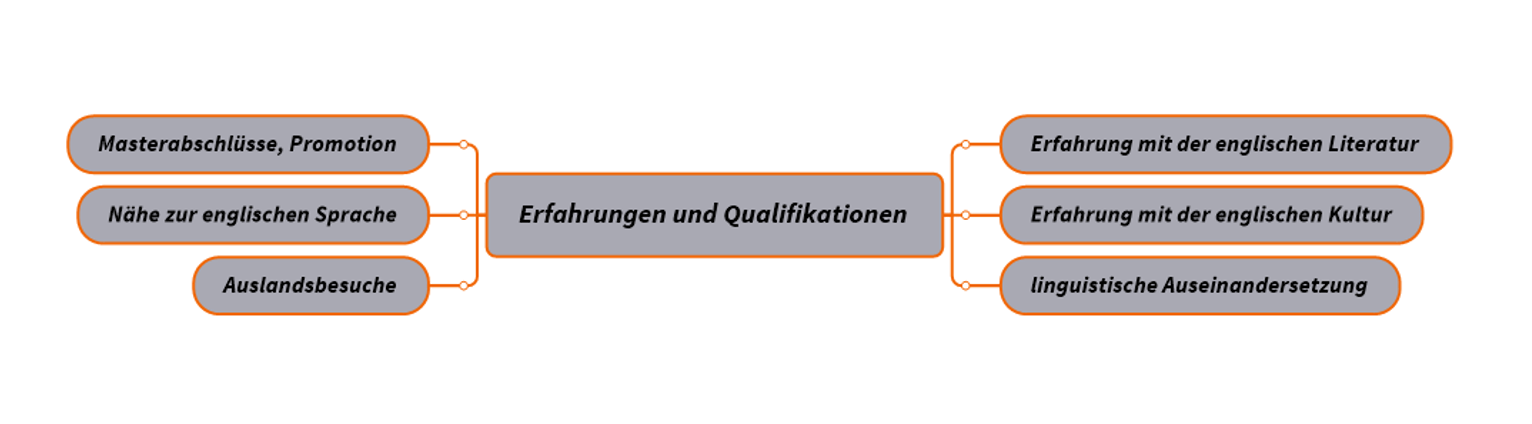 Masterabschlüsse, Promotion
Nähe zur englischen Sprache
Auslandsbesuche
Erfahrungen und Qualifikationen
Erfahrung mit der englischen Literatur
Erfahrung mit der englischen Kultur
linguistische Auseinandersetzung